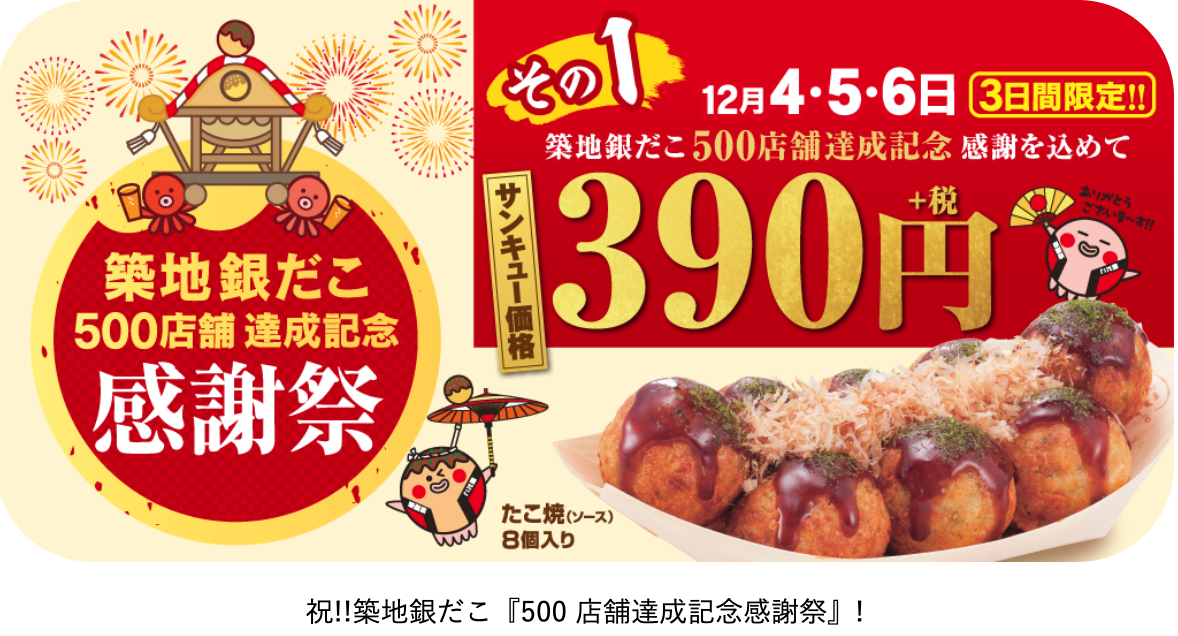 築地銀だこ
500店舗 達成記念
感謝祭
その1
12月4・5・6日 3日間限定!!
築地銀だこ500店舗達成記念 感謝を込めて
サンキュー価格
390円
+税
ありがとう
ございまーす!!
たこ焼(ソース)
8個入り
祝!!築地銀だこ『500 店舗達成記念感謝祭』!